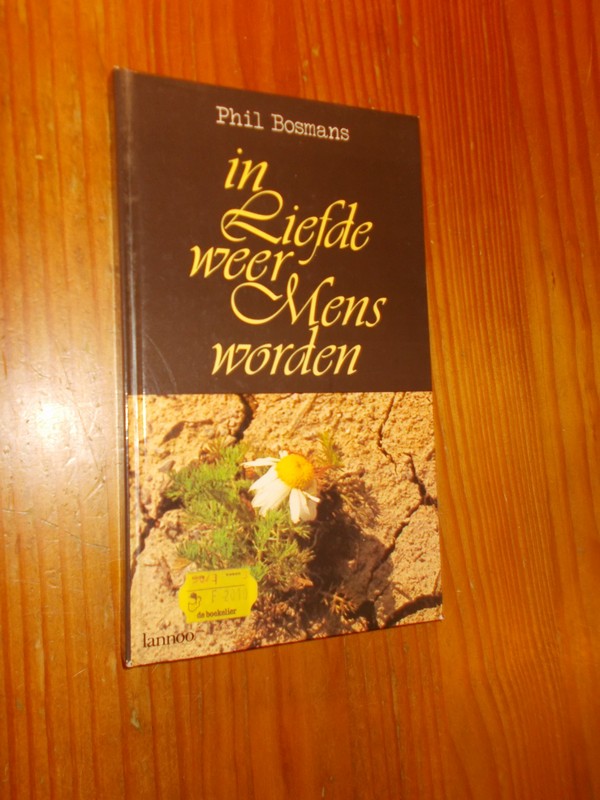 Phil Bosmans
in
Liefde
weer
Mens
worden
de boekelier
lannoo